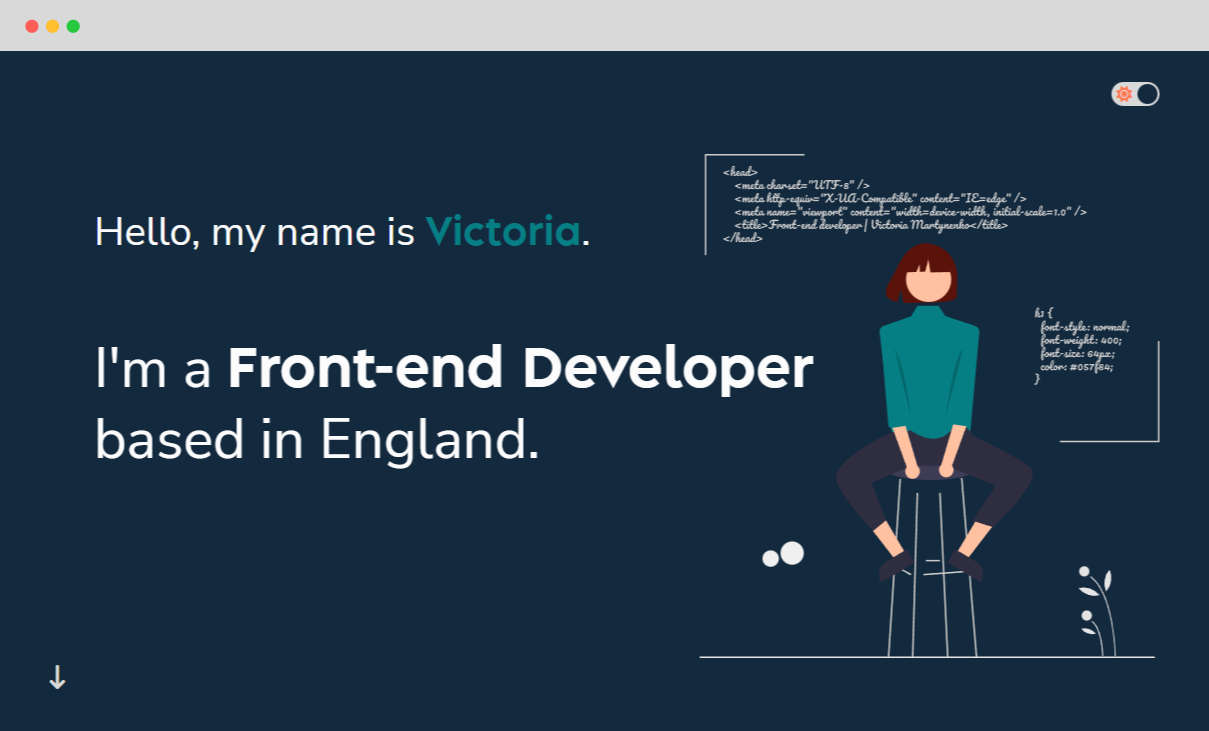 Hello, my name is Victoria.
I'm a Front-end Developer
based in England.
<head>
<meta charset="UTF-8" />
<meta http-equiv="X-UA-Compatible" content="IE=edge" />
<meta name="viewport" content="width=device-width, initial-scale=1.0" />
<title>Front-end developer | Victoria Martynenko</title>
</head>
h1 {
font-style: normal;
font-weight: 400;
font-size: 64px;
color: #057f84;
}